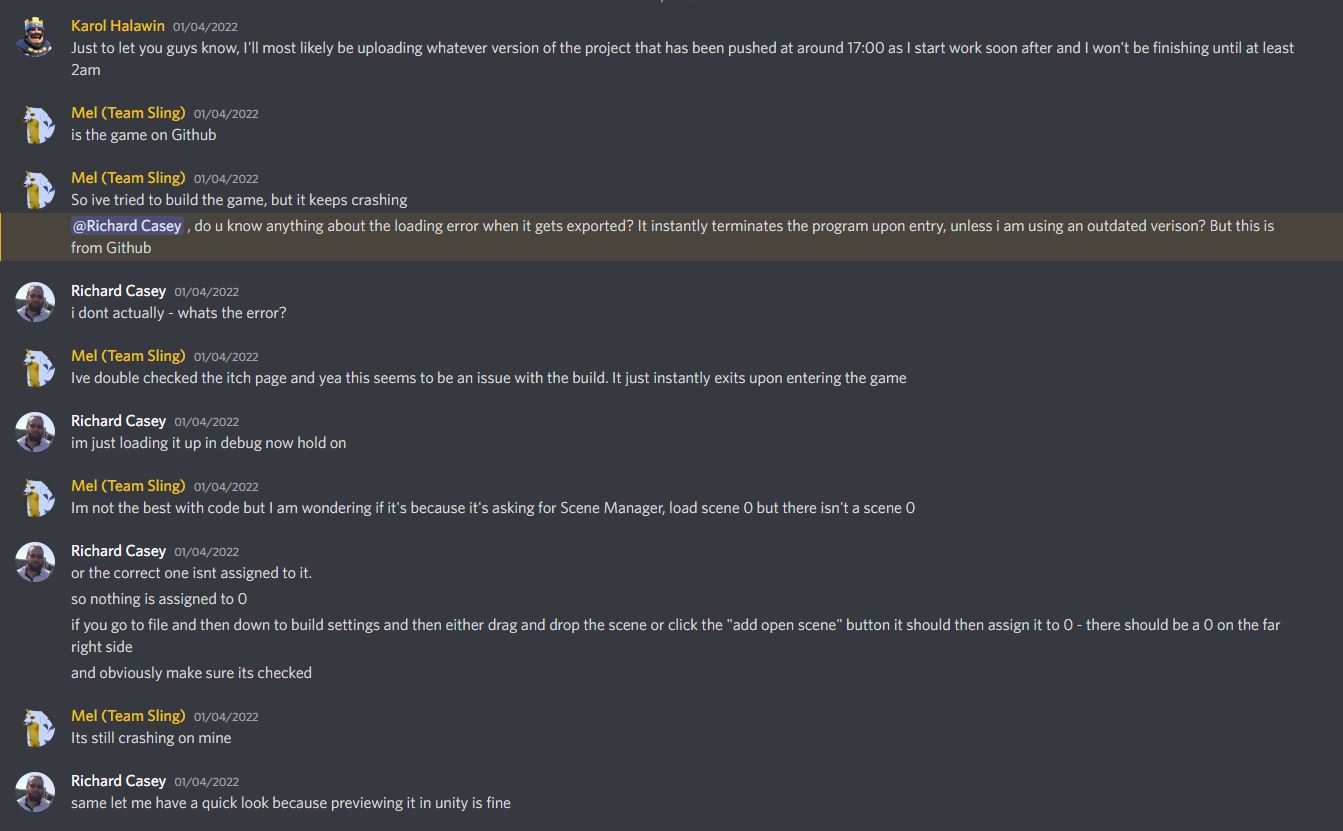 Karol Halawin 01/04/2022
Just to let you guys know, I'll most likely be uploading whatever version of the project that has been pushed at around 17:00 as I start work soon after and I won't be finishing until at least
2am
Mel (Team Sling) 01/04/2022
is the game on Github
Mel (Team Sling) 01/04/2022
So ive tried to build the game, but it keeps crashing
@Richard Casey , do u know anything about the loading error when it gets exported? It instantly terminates the program upon entry, unless i am using an outdated verison? But this is
from Github
Richard Casey 01/04/2022
i dont actually - whats the error?
Mel (Team Sling) 01/04/2022
Ive double checked the itch page and yea this seems to be an issue with the build. It just instantly exits upon entering the game
Richard Casey 01/04/2022
im just loading it up in debug now hold on
Mel (Team Sling) 01/04/2022
Im not the best with code but I am wondering if it's because it's asking for Scene Manager, load scene 0 but there isn't a scene 0
Richard Casey 01/04/2022
or the correct one isnt assigned to it.
so nothing is assigned to 0
if you go to file and then down to build settings and then either drag and drop the scene or click the "add open scene" button it should then assign it to 0 - there should be a 0 on the far
right side
and obviously make sure its checked
Mel (Team Sling) 01/04/2022
Its still crashing on mine
Richard Casey 01/04/2022
same let me have a quick look because previewing it in unity is fine